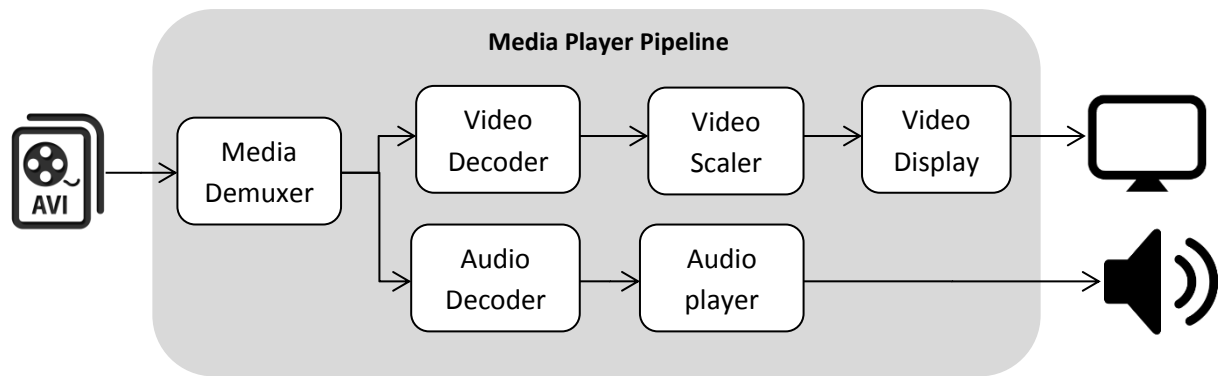 Media Player Pipeline
AVI
Media
Demuxer
Video
Decoder
Video
Scaler
Video
Display
Audio
Decoder
Audio
player